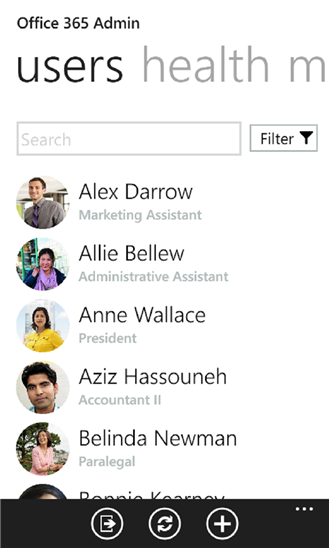 Office 365 Admin
users health m
Search
Filter
Alex Darrow
Marketing Assistant
Allie Bellew
Administrative Assistant
Anne Wallace
President
Aziz Hassouneh
Accountant II
Belinda Newman
Paralegal
Bonnie Kearney